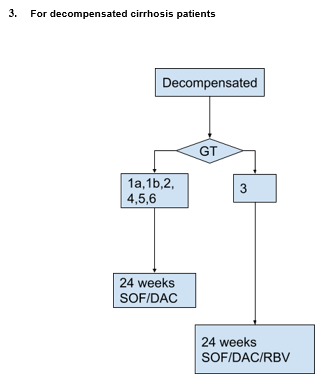 3. For decompensated cirrhosis patients
Decompensated
GT
1a,1b,2,
4,5,6
3
24 weeks
SOF/DAC
24 weeks
SOF/DAC/RBV